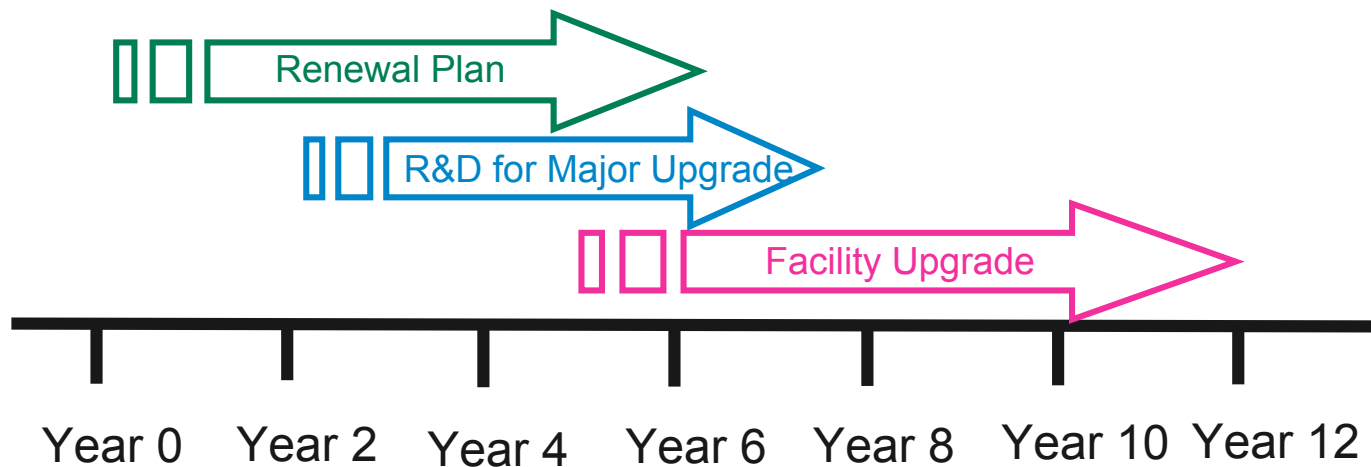 Renewal Plan
R&D for Major Upgrade
Facility Upgrade
Year 0 Year 2 Year 4 Year 6 Year 8 Year 10 Year 12